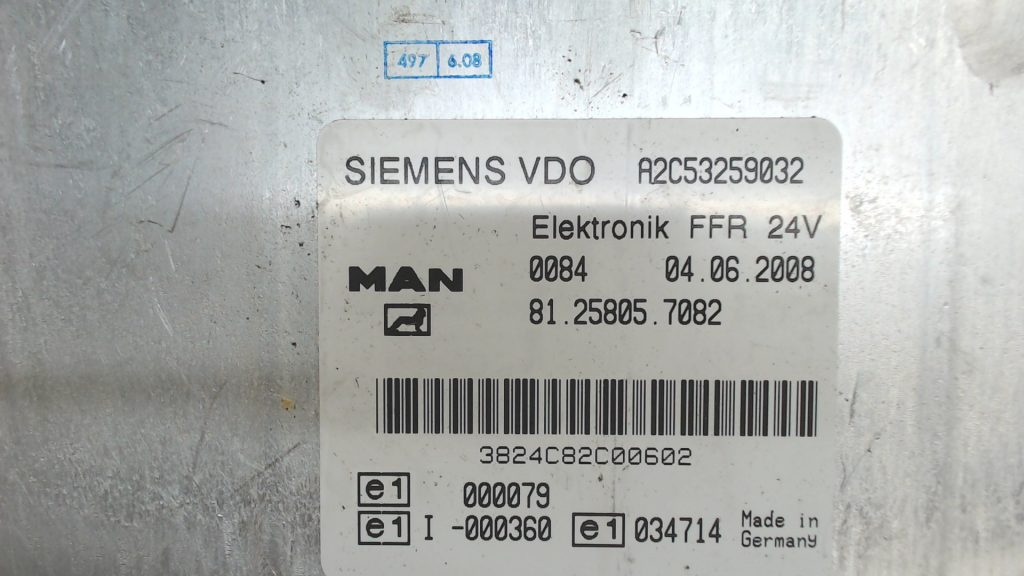 497 6.08
SIEMENS VDO A2C53259032
Elektronik FFR 24V
MAN 0084 04.06.2008
81.25805.7082
3824C82C00602
e1 000079
e1 I -000360 e1 034714 Made in
Germany